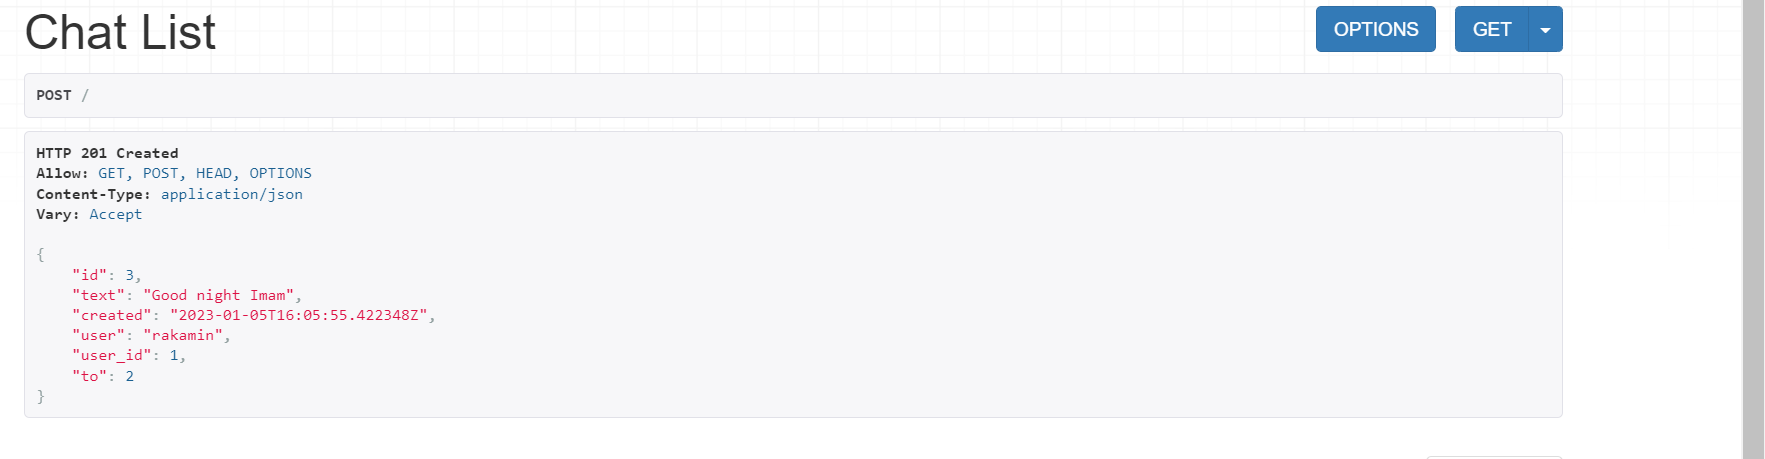 Chat List
OPTIONS
GET
POST /
HTTP 201 Created
Allow: GET, POST, HEAD, OPTIONS
Content-Type: application/json
Vary: Accept
{
    "id": 3,
    "text": "Good night Imam",
    "created": "2023-01-05T16:05:55.422348Z",
    "user": "rakamin",
    "user_id": 1,
    "to": 2
}